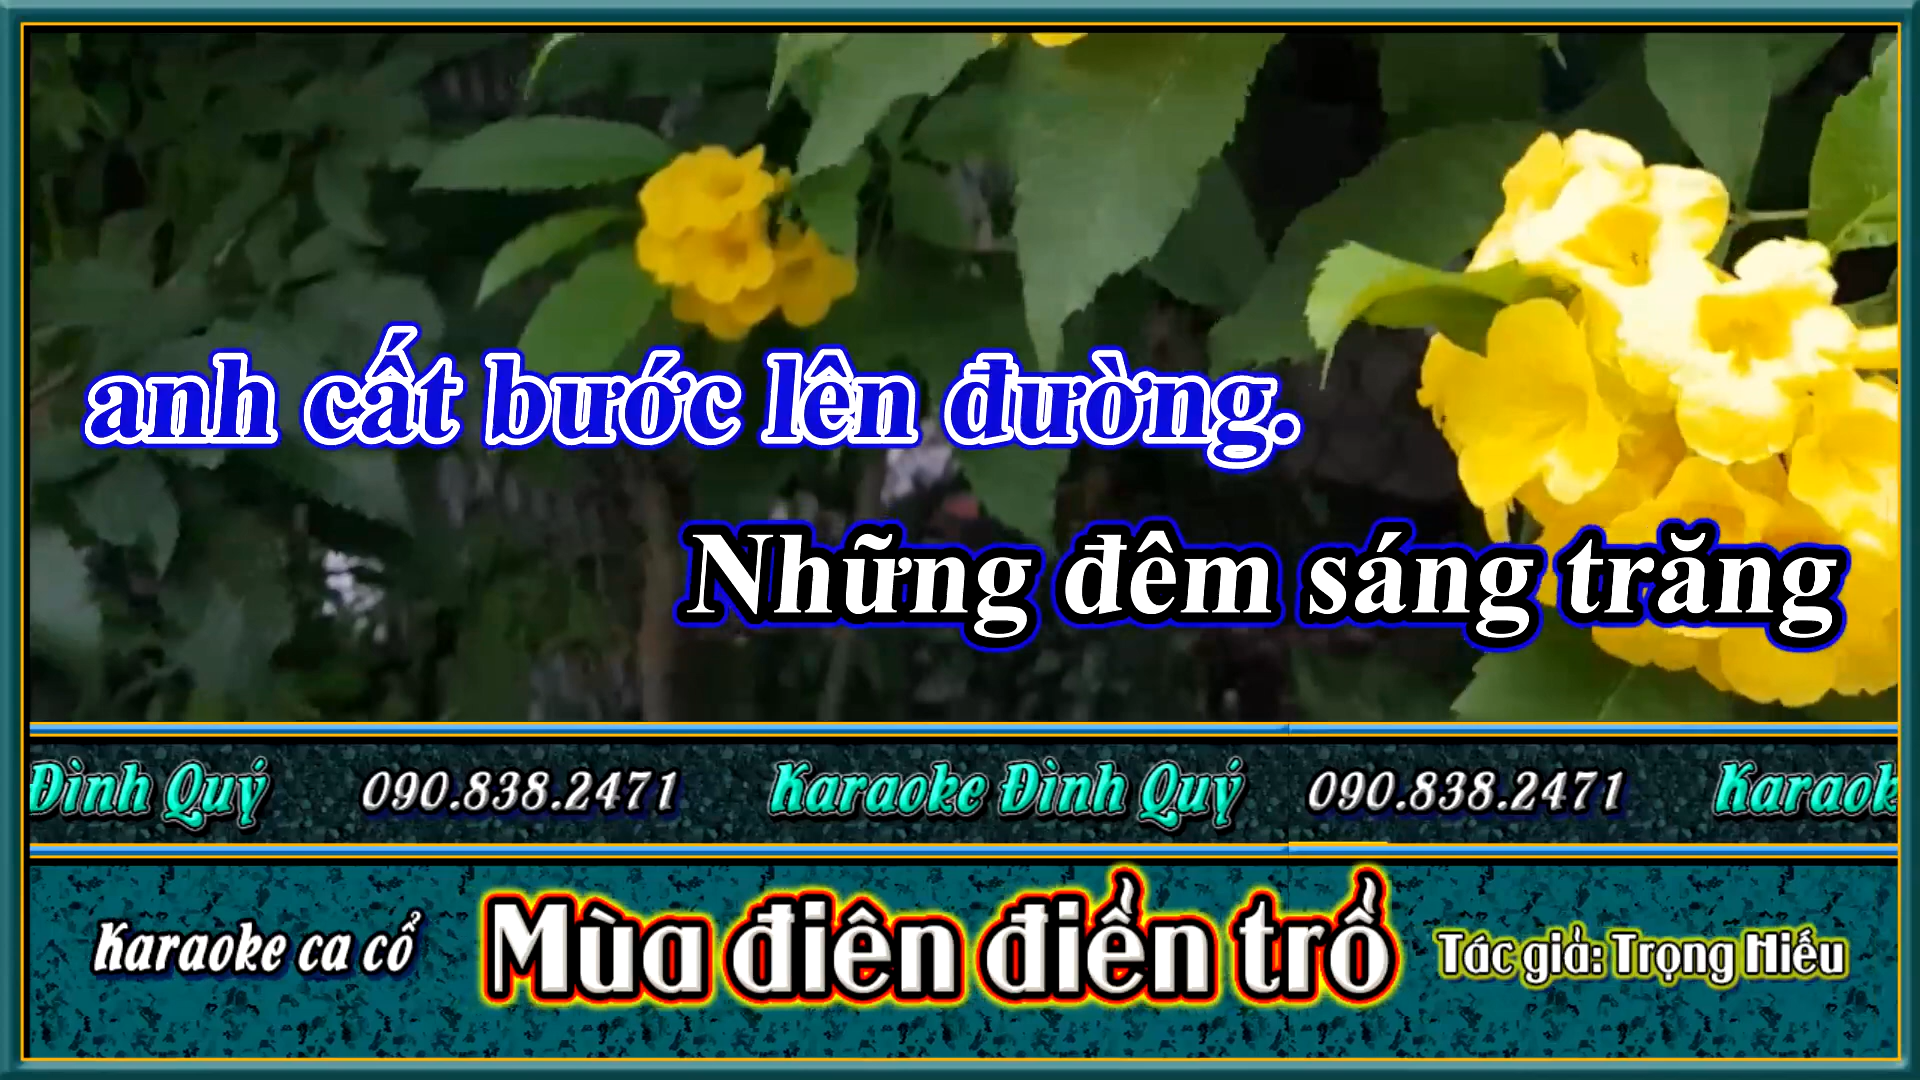 anh cất bước lên đường.
Những đêm sáng trăng
Đình Quý 090.838.2471 Karaoke Đình Quý 090.838.2471 Karaok
Karaoke ca cổ Mùa điên điển trổ Tác giả: Trọng Hiếu